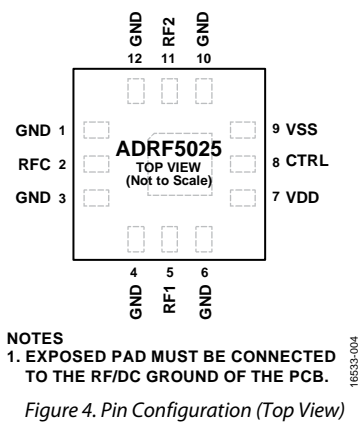 GND RF2 GND
12 11 10
GND 1
RFC 2
GND 3
ADRF5025
TOP VIEW
(Not to Scale)
9 VSS
8 CTRL
7 VDD
4 5 6
GND RF1 GND
NOTES
1. EXPOSED PAD MUST BE CONNECTED
TO THE RF/DC GROUND OF THE PCB.
16533-004
Figure 4. Pin Configuration (Top View)